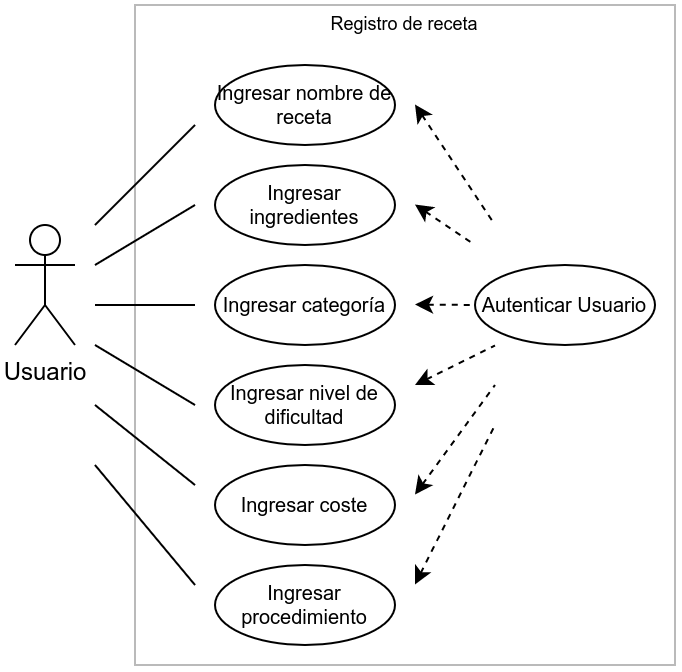 Registro de receta
Ingresar nombre de
receta
Ingresar
ingredientes
Ingresar categoría
Autenticar Usuario
Usuario
Ingresar nivel de
dificultad
Ingresar coste
Ingresar
procedimiento